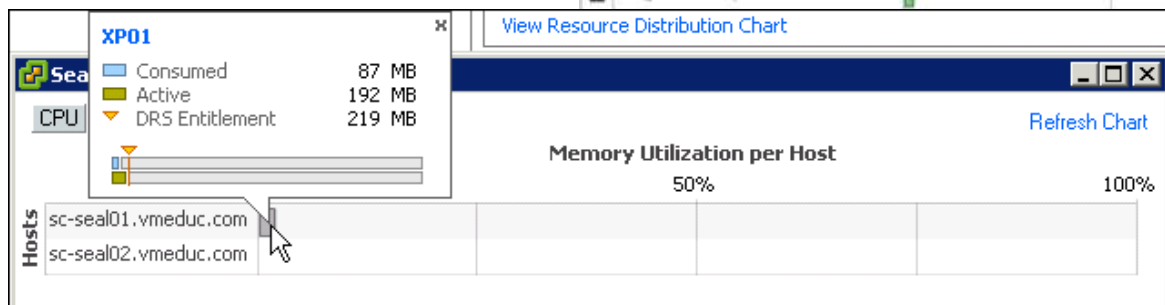 View Resource Distribution Chart
XP01
Consumed 87 MB
Active 192 MB
DRS Entitlement 219 MB
Sea
CPU
Refresh Chart
Memory Utilization per Host
50% 100%
Hosts
sc-seal01.vmeduc.com
sc-seal02.vmeduc.com